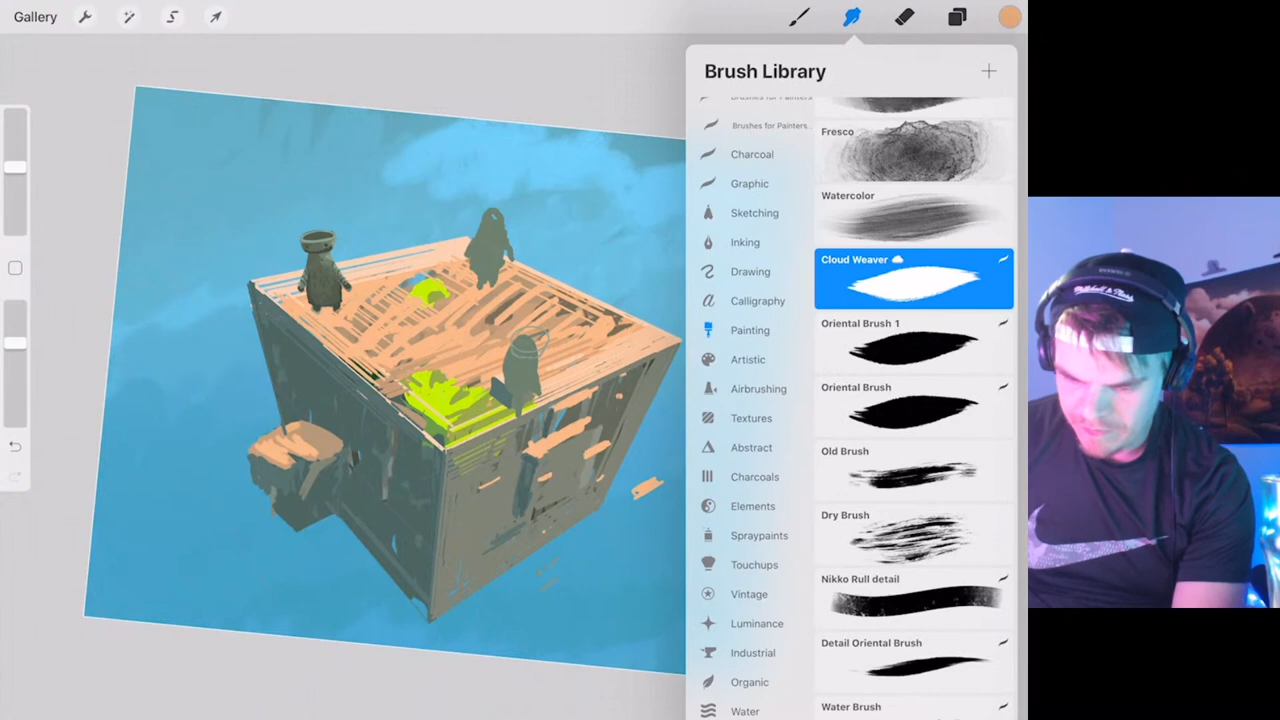 Gallery
Brush Library
Brushes for Painters..
Charcoal
Graphic
Sketching
Inking
Drawing
Calligraphy
Painting
Artistic
Airbrushing
Textures
Abstract
Charcoals
Elements
Spraypaints
Touchups
Vintage
Luminance
Industrial
Organic
Water
Fresco
Watercolor
Cloud Weaver
Oriental Brush 1
Oriental Brush
Old Brush
Dry Brush
Nikko Rull detail
Detail Oriental Brush
Water Brush